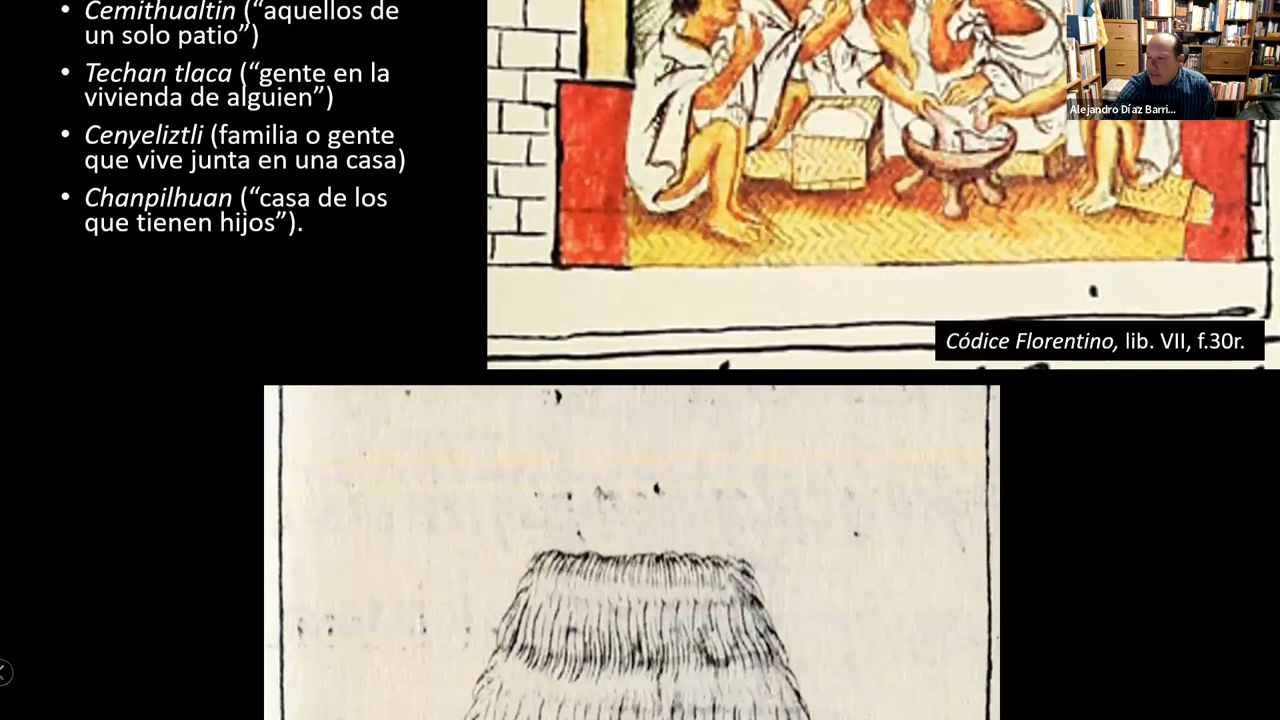 • Cemithualtin (“aquellos de
un solo patio”)
• Techan tlaca (“gente en la
vivienda de alguien”)
• Cenyeliztli (familia o gente
que vive junta en una casa)
• Chanpilhuan (“casa de los
que tienen hijos”).
Alejandro Díaz Barri...
Códice Florentino, lib. VII, f.30r.